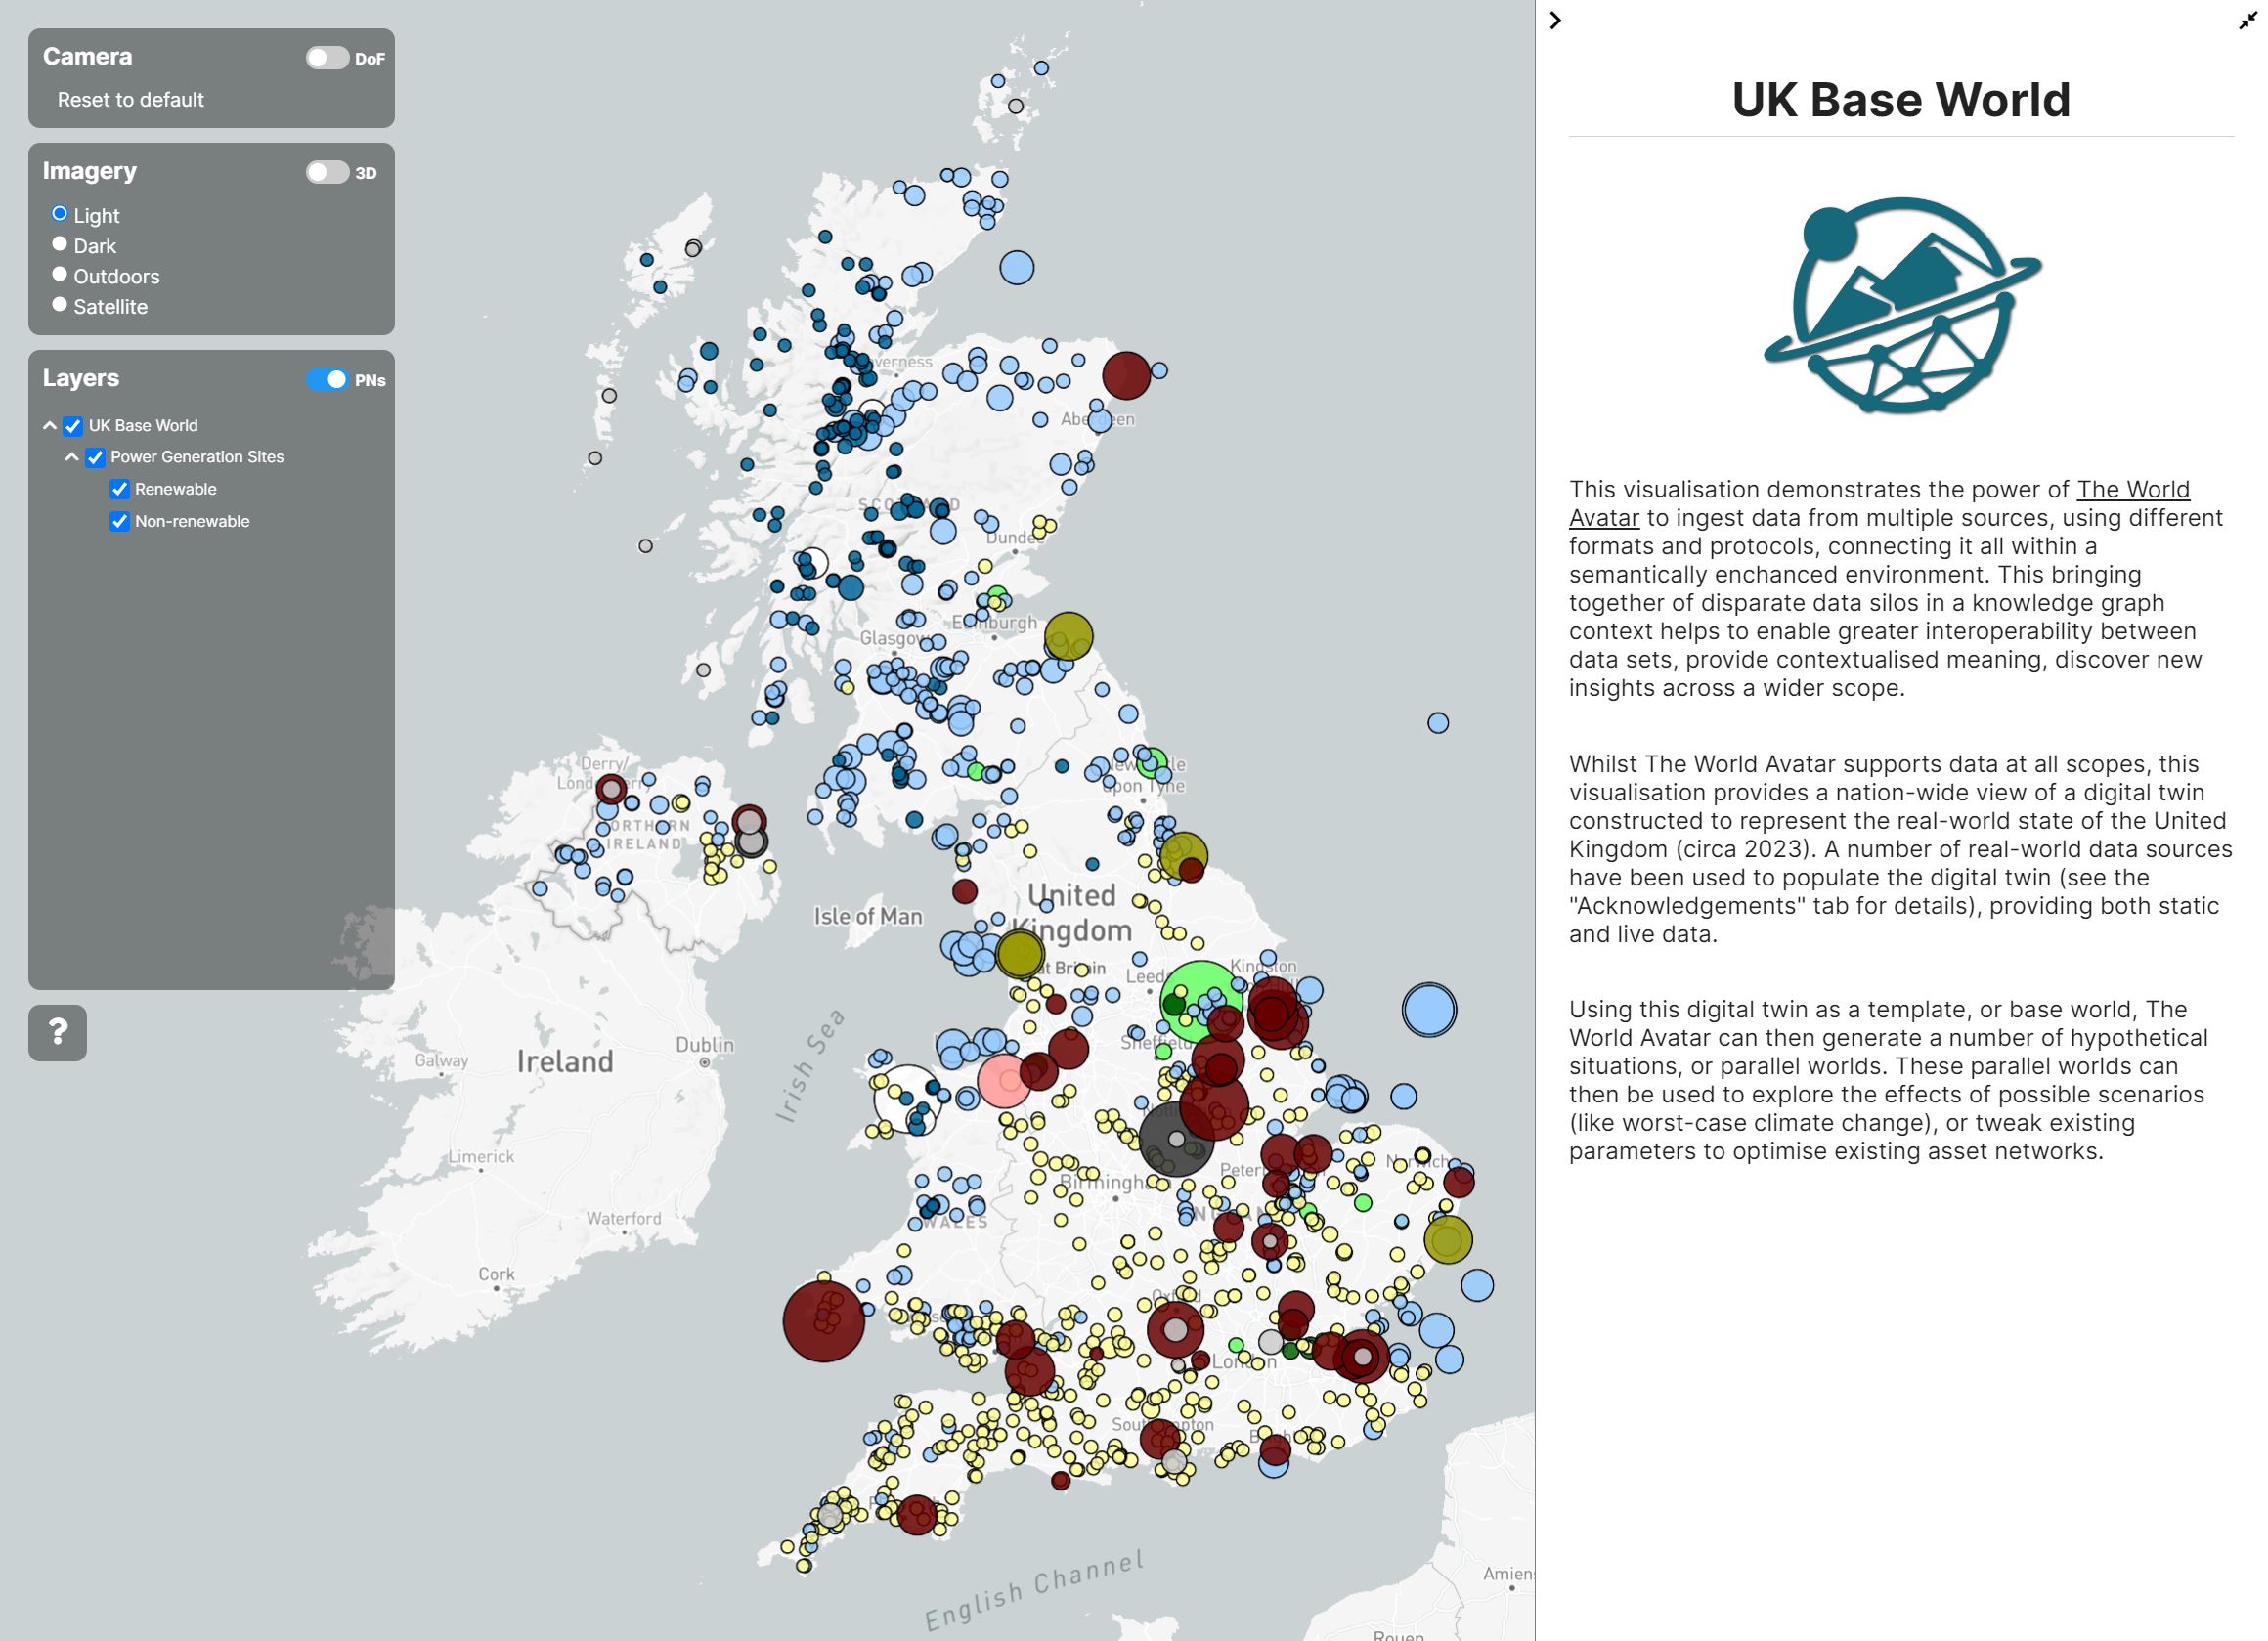 Camera
DoF
Reset to default
Imagery
3D
Light
Dark
Outdoors
Satellite
Layers
PNs
UK Base World
Power Generation Sites
Renewable
Non-renewable
?
Aberdeen
Dundee
Edinburgh
Glasgow
Derry/
NORTHERN
IRELAND
upon Tyne
Isle of Man
United
Kingdom
Leeds
Kingston
Sheffield
Irish Sea
Dublin
Galway
Ireland
Limerick
Waterford
Cork
Birmingham
Norwich
WALES
Oxford
London
Southampton
English Channel
Amiens
Rouen
UK Base World
This visualisation demonstrates the power of The World
Avatar to ingest data from multiple sources, using different
formats and protocols, connecting it all within a
semantically enchanced environment. This bringing
together of disparate data silos in a knowledge graph
context helps to enable greater interoperability between
data sets, provide contextualised meaning, discover new
insights across a wider scope.
Whilst The World Avatar supports data at all scopes, this
visualisation provides a nation-wide view of a digital twin
constructed to represent the real-world state of the United
Kingdom (circa 2023). A number of real-world data sources
have been used to populate the digital twin (see the
"Acknowledgements" tab for details), providing both static
and live data.
Using this digital twin as a template, or base world, The
World Avatar can then generate a number of hypothetical
situations, or parallel worlds. These parallel worlds can
then be used to explore the effects of possible scenarios
(like worst-case climate change), or tweak existing
parameters to optimise existing asset networks.